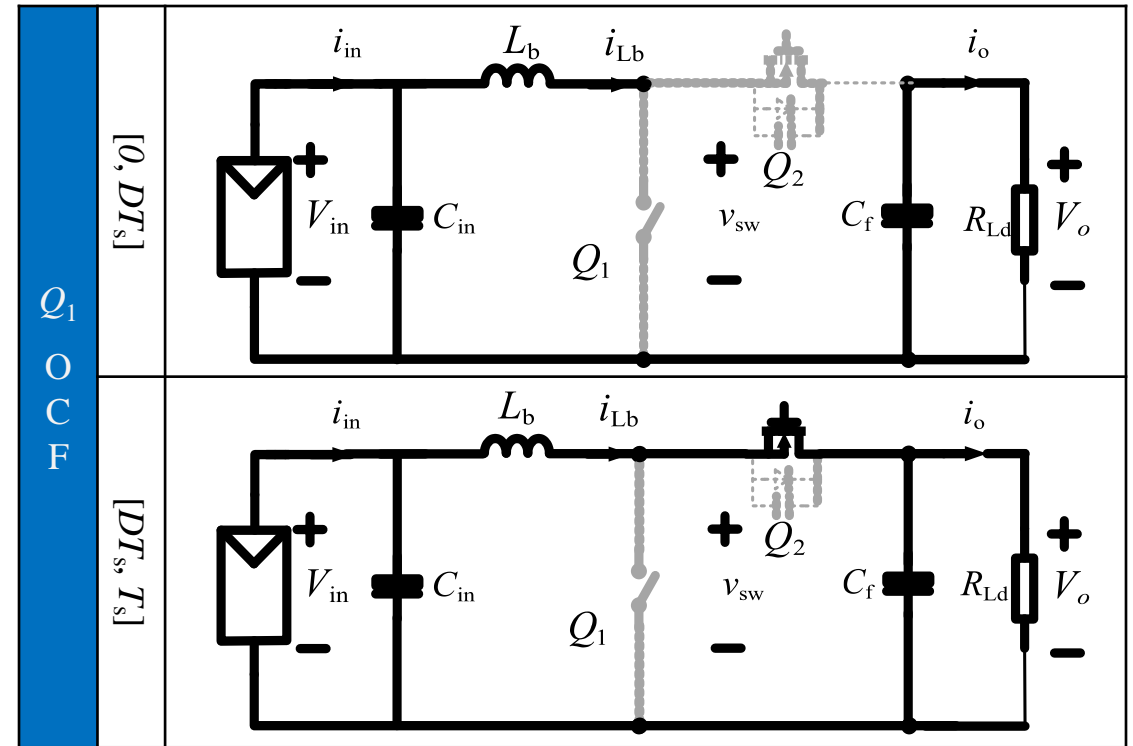 Q1
O
C
F
[0, DTs]
iin
Lb
iLb
io
+
+
+
Q2
Vin
Cin
vsw
Cf
RLd
Vo
Q1
−
−
−
[DTs, Ts]
iin
Lb
iLb
io
+
+
+
Q2
Vin
Cin
vsw
Cf
RLd
Vo
Q1
−
−
−